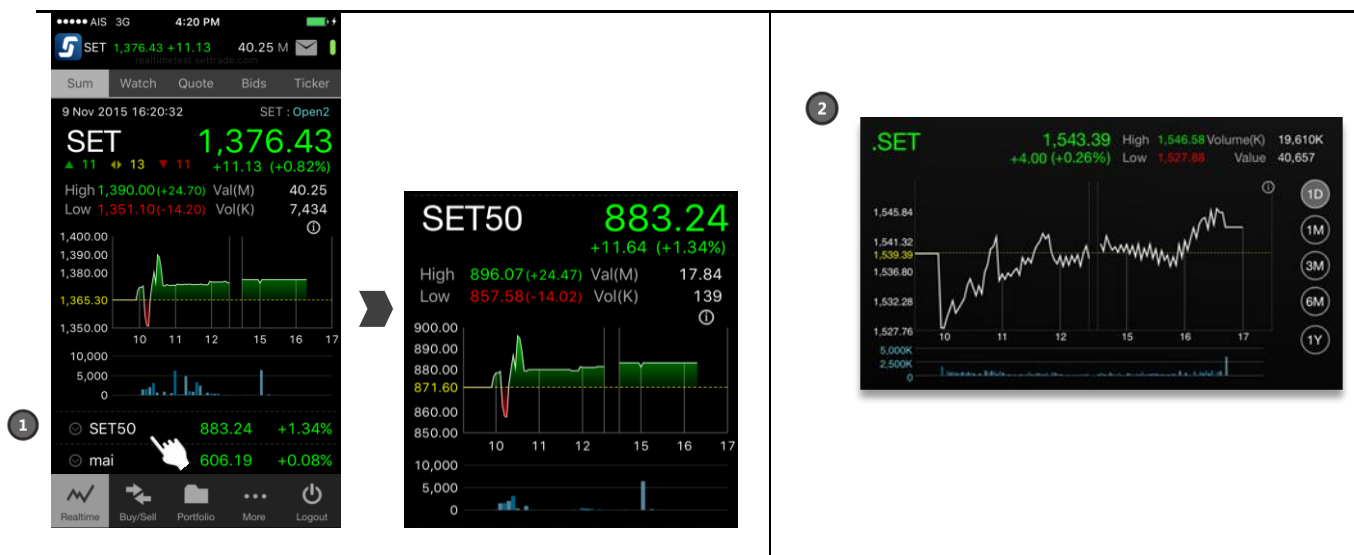 AIS 3G 4:20 PM
SET 1,376.43 +11.13 40.25 M
realtimetest.settrade.com
Sum Watch Quote Bids Ticker
9 Nov 2015 16:20:32 SET : Open2
SET 1,376.43
11 13 11 +11.13 (+0.82%)
High 1,390.00(+24.70) Val(M) 40.25
Low 1,351.10(-14.20) Vol(K) 7,434
1,400.00
1,390.00
1,380.00
1,365.30
1,350.00
10 11 12 15 16 17
10,000
5,000
0
1
SET50 883.24 +1.34%
mai 606.19 +0.08%
Realtime Buy/Sell Portfolio More Logout
SET50 883.24
+11.64 (+1.34%)
High 896.07(+24.47) Val(M) 17.84
Low 857.58(-14.02) Vol(K) 139
900.00
890.00
880.00
871.60
860.00
850.00
10 11 12 15 16 17
10,000
5,000
0
2
.SET 1,543.39 High 1,546.58 Volume(K) 19,610K
+4.00 (+0.26%) Low 1,527.88 Value 40,657
1D
1M
3M
6M
1Y
1,545.84
1,541.32
1,539.39
1,536.80
1,532.28
1,527.76
10 11 12 15 16 17
5,000K
2,500K
0